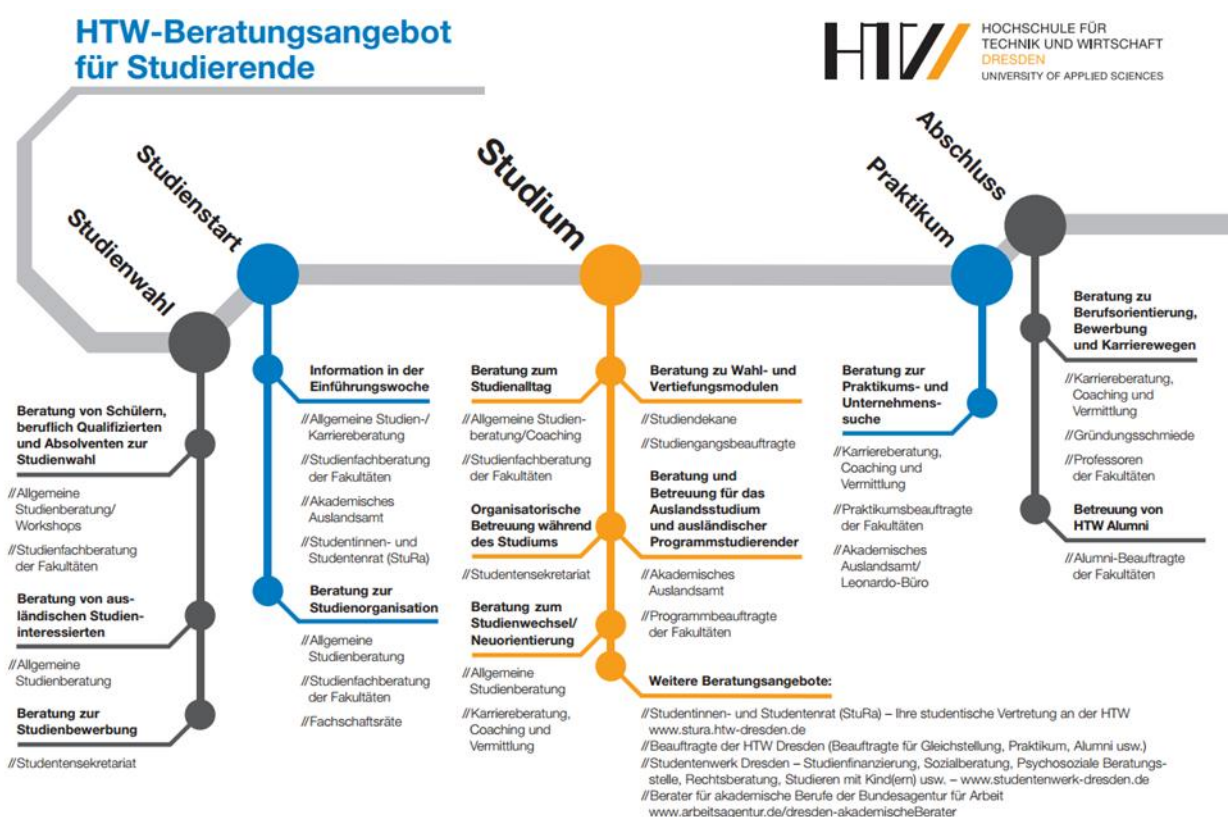 HTW-Beratungsangebot
für Studierende
HTW
HOCHSCHULE FÜR
TECHNIK UND WIRTSCHAFT
DRESDEN
UNIVERSITY OF APPLIED SCIENCES
Studienwahl
Beratung von Schülern,
beruflich Qualifizierten
und Absolventen zur
Studienwahl
//Allgemeine
Studienberatung/
Workshops
//Studienfachberatung
der Fakultäten
Beratung von aus-
ländischen Studien-
interessierten
//Allgemeine
Studienberatung
Beratung zur
Studienbewerbung
//Studentensekretariat
Studienstart
Information in der
Einführungswoche
//Allgemeine Studien-/
Karriereberatung
//Studienfachberatung
der Fakultäten
//Akademisches
Auslandsamt
//Studentinnen- und
Studentenrat (StuRa)
Beratung zur
Studienorganisation
//Allgemeine
Studienberatung
//Studienfachberatung
der Fakultäten
//Fachschaftsräte
Studium
Beratung zum
Studienalltag
//Allgemeine Studien-
beratung/Coaching
//Studienfachberatung
der Fakultäten
Organisatorische
Betreuung während
des Studiums
//Studentensekretariat
Beratung zum
Studienwechsel/
Neuorientierung
//Allgemeine
Studienberatung
//Karriereberatung,
Coaching und
Vermittlung
Beratung zu Wahl- und
Vertiefungsmodulen
//Studiendekane
//Studiengangsbeauftragte
Beratung und
Betreuung für das
Auslandsstudium
und ausländischer
Programmstudierender
//Akademisches
Auslandsamt
//Programmbeauftragte
der Fakultäten
Weitere Beratungsangebote:
//Studentinnen- und Studentenrat (StuRa) – Ihre studentische Vertretung an der HTW
www.stura.htw-dresden.de
//Beauftragte der HTW Dresden (Beauftragte für Gleichstellung, Praktikum, Alumni usw.)
//Studentenwerk Dresden – Studienfinanzierung, Sozialberatung, Psychosoziale Beratungs-
stelle, Rechtsberatung, Studieren mit Kind(ern) usw. – www.studentenwerk-dresden.de
//Berater für akademische Berufe der Bundesagentur für Arbeit
www.arbeitsagentur.de/dresden-akademischeBerater
Praktikum
Beratung zur
Praktikums- und
Unternehmens-
suche
//Karriereberatung,
Coaching und
Vermittlung
//Praktikumsbeauftragte
der Fakultäten
//Akademisches
Auslandsamt/
Leonardo-Büro
Abschluss
Beratung zu
Berufsorientierung,
Bewerbung
und Karrierewegen
//Karriereberatung,
Coaching und
Vermittlung
//Gründungsschmiede
//Professoren
der Fakultäten
Betreuung von
HTW Alumni
//Alumni-Beauftragte
der Fakultäten